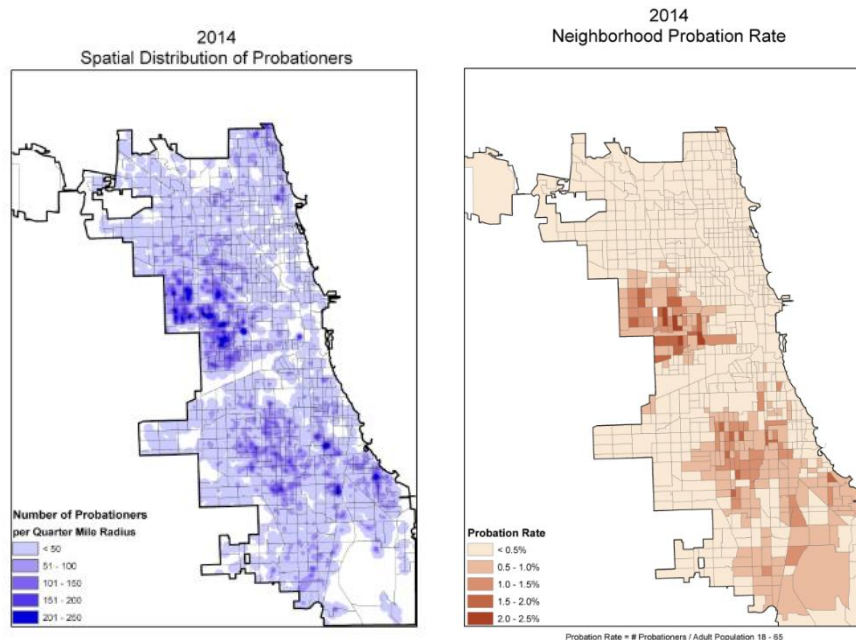 2014
Spatial Distribution of Probationers
Number of Probationers
per Quarter Mile Radius
< 50
51 - 100
101 - 150
151 - 200
201 - 250
2014
Neighborhood Probation Rate
Probation Rate
< 0.5%
0.5 - 1.0%
1.0 - 1.5%
1.5 - 2.0%
2.0 - 2.5%
Probation Rate = # Probationers / Adult Population 18 - 65